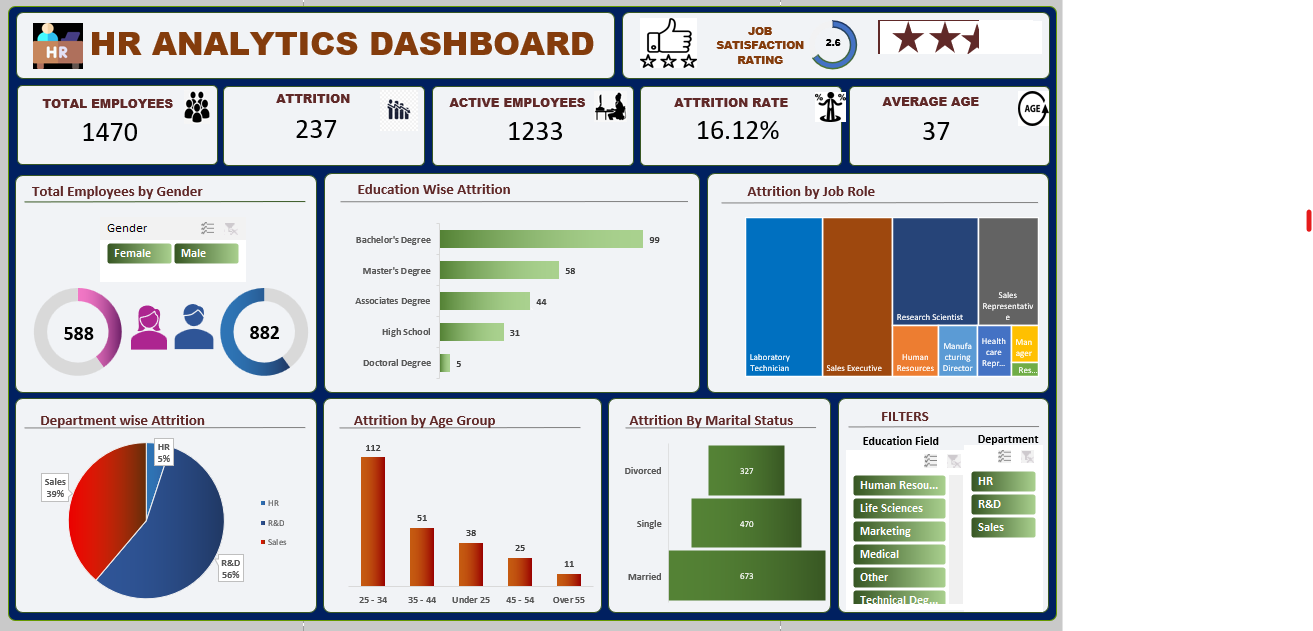 HR
HR ANALYTICS DASHBOARD
JOB
SATISFACTION
RATING
2.6
TOTAL EMPLOYEES
1470
ATTRITION
237
ACTIVE EMPLOYEES
1233
ATTRITION RATE
16.12%
% %
AVERAGE AGE
37
AGE
Total Employees by Gender
Gender
Female
Male
588
882
Education Wise Attrition
Bachelor's Degree
99
Master's Degree
58
Associates Degree
44
High School
31
Doctoral Degree
5
Attrition by Job Role
Laboratory
Technician
Sales Executive
Research Scientist
Sales
Representativ
e
Human
Resources
Manufa
cturing
Director
Health
care
Repr...
Man
ager
Res...
Department wise Attrition
HR
5%
Sales
39%
R&D
56%
HR
R&D
Sales
Attrition by Age Group
112
51
38
25
11
25 - 34
35 - 44
Under 25
45 - 54
Over 55
Attrition By Marital Status
Divorced
327
Single
470
Married
673
FILTERS
Education Field
Human Resou...
Life Sciences
Marketing
Medical
Other
Technical Deg...
Department
HR
R&D
Sales